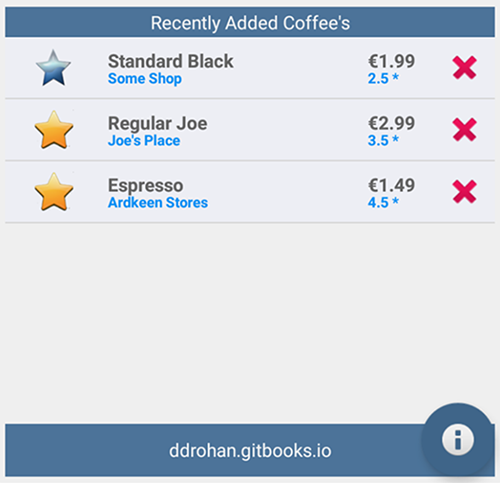 Recently Added Coffee's
Standard Black €1.99
Some Shop 2.5 *
Regular Joe €2.99
Joe's Place 3.5 *
Espresso €1.49
Ardkeen Stores 4.5 *
ddrohan.gitbooks.io